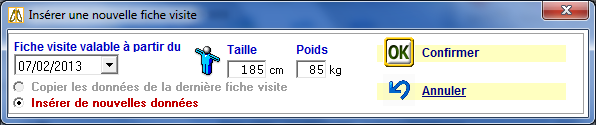 Insérer une nouvelle fiche visite
Fiche visite valable à partir du
07/02/2013
Taille
185 cm
Poids
85 kg
OK Confirmer
Copier les données de la dernière fiche visite
Insérer de nouvelles données
Annuler